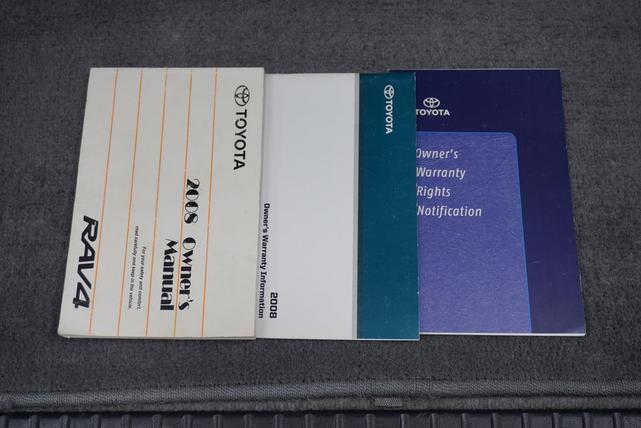 TOYOTA
2008 Owner's
Manual
For your safety and comfort,
read carefully and keep in the vehicle.
RAV4
TOYOTA
Owner's Warranty Information
2008
TOYOTA
Owner's
Warranty
Rights
Notification